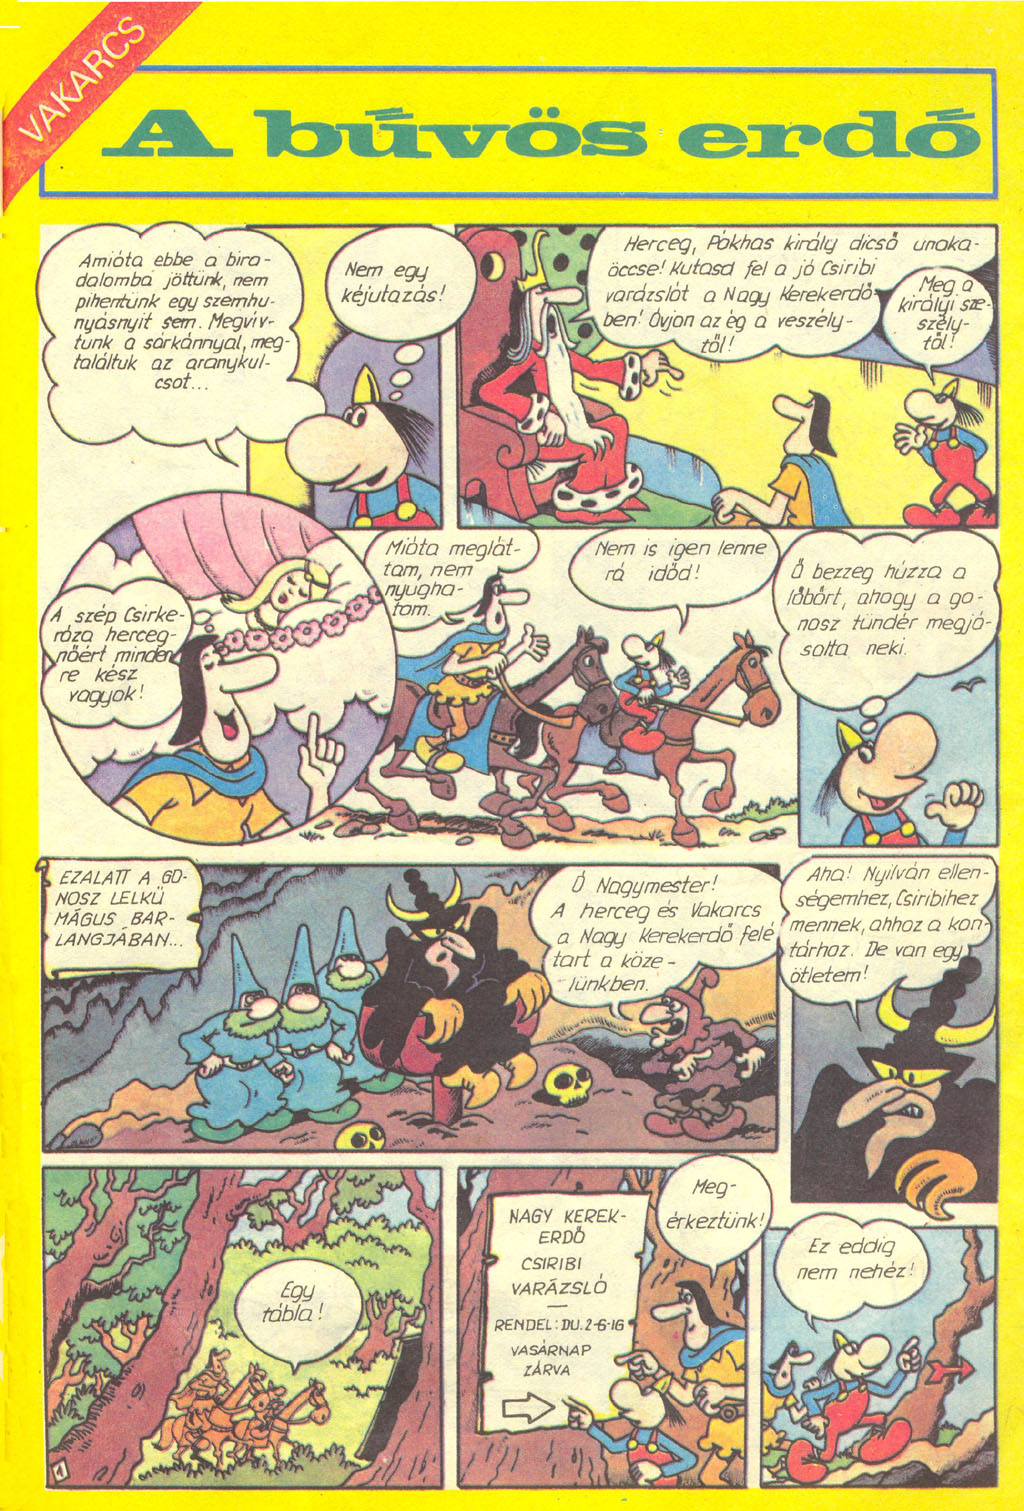 VAKARCS
A bűvös erdő
Amióta ebbe a bira-
dalomba jöttünk, nem
pihentünk egy szemhu-
nyásnyit sem. Megvív-
tunk a sárkánnyal, meg-
találtuk az aranykul-
csot...
Nem egy
kéjutazás!
Herceg, Pókhas király dicső unoka-
öccse! Kutasd fel a jó Csiribi
varázslót a Nagy Kerekerdő-
ben! Óvjon az ég a veszély-
től!
Meg a
királyi sze-
szély-
től!
A szép Csirke-
róza herceg-
nőért minden-
re kész
vagyok!
Mióta meglát-
tam, nem
nyugha-
tom.
Nem is igen lenne
rá időd!
Ő bezzeg húzza a
lóbőrt, ahogy a go-
nosz tündér megjó-
solta neki.
EZALATT A GO-
NOSZ LELKŰ
MÁGUS BAR-
LANGJÁBAN...
Ó Nagymester!
A herceg és Vakarcs
a Nagy Kerekerdő felé
tart a köze-
lünkben.
Aha! Nyilván ellen-
ségemhez, Csiribihez
mennek, ahhoz a kon-
tárhoz. De van egy
ötletem!
Egy
tábla!
1
NAGY KEREK-
ERDŐ
CSIRIBI
VARÁZSLÓ
—
RENDEL: DU. 2-6-IG
VASÁRNAP
ZÁRVA
Meg-
érkeztünk!
Ez eddig
nem nehéz!